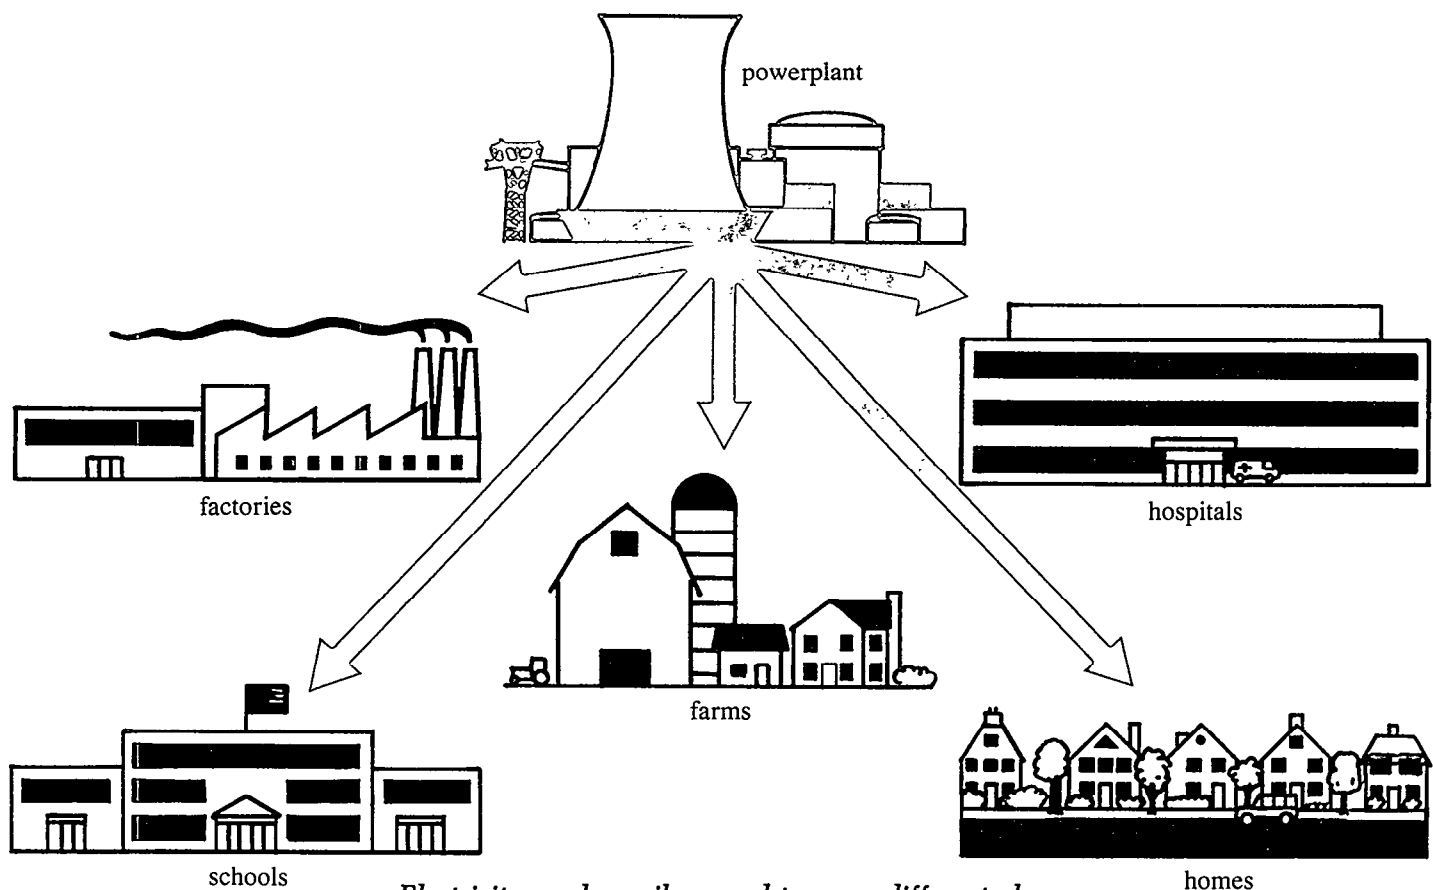 powerplant
factories
hospitals
farms
schools
homes